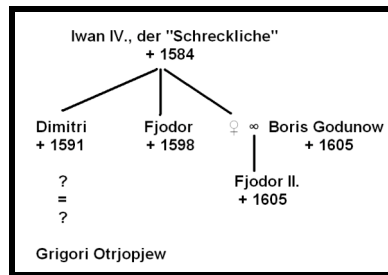 Iwan IV., der "Schreckliche"
+ 1584
Dimitri Fjodor ♀ ∞ Boris Godunow
+ 1591 + 1598 + 1605
? Fjodor II.
= + 1605
?
Grigori Otrjopjew